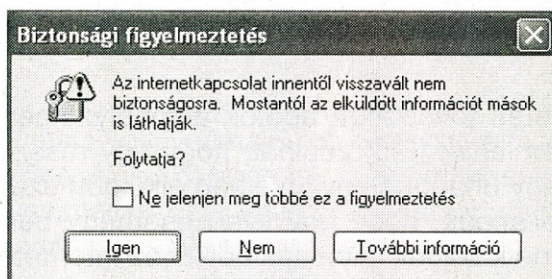 Biztonsági figyelmeztetés
Az internetkapcsolat innentől visszavált nem
biztonságosra. Mostantól az elküldött információt mások
is láthatják.
Folytatja?
Ne jelenjen meg többé ez a figyelmeztetés
Igen Nem További információ